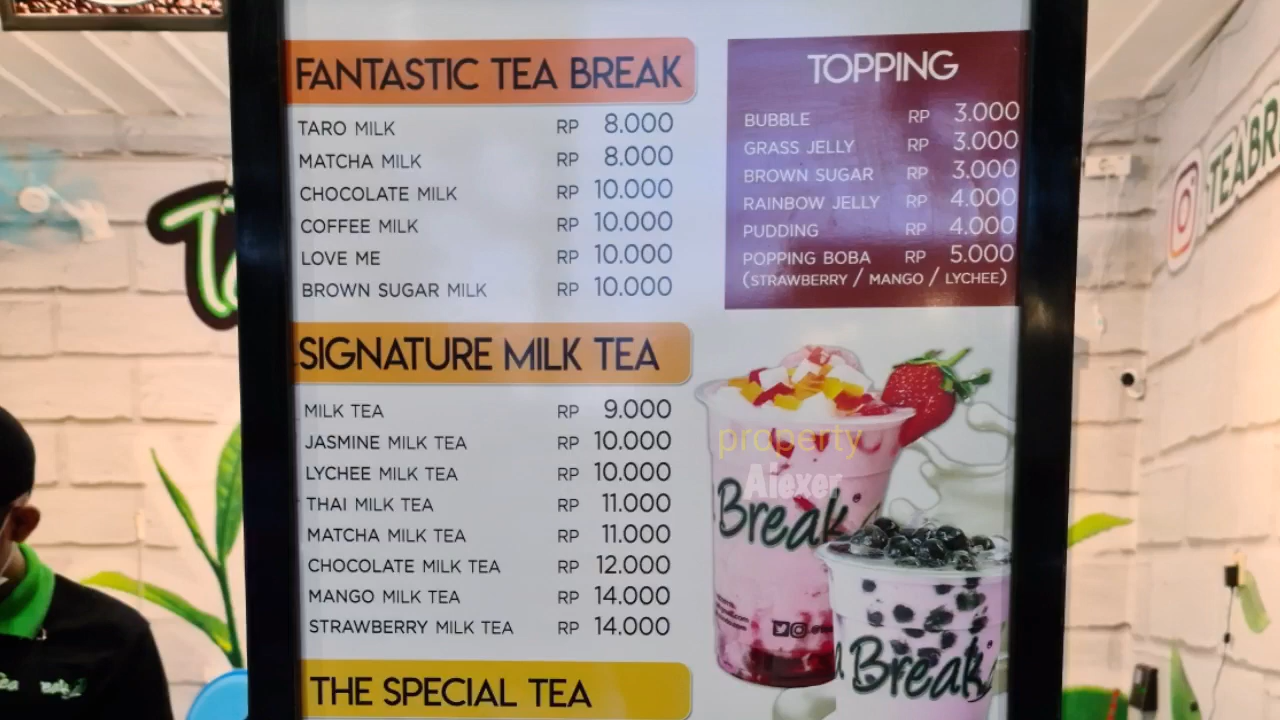 FANTASTIC TEA BREAK
TARO MILK RP 8.000
MATCHA MILK RP 8.000
CHOCOLATE MILK RP 10.000
COFFEE MILK RP 10.000
LOVE ME RP 10.000
BROWN SUGAR MILK RP 10.000
SIGNATURE MILK TEA
MILK TEA RP 9.000
JASMINE MILK TEA RP 10.000
LYCHEE MILK TEA RP 10.000
THAI MILK TEA RP 11.000
MATCHA MILK TEA RP 11.000
CHOCOLATE MILK TEA RP 12.000
MANGO MILK TEA RP 14.000
STRAWBERRY MILK TEA RP 14.000
THE SPECIAL TEA
TOPPING
BUBBLE RP 3.000
GRASS JELLY RP 3.000
BROWN SUGAR RP 3.000
RAINBOW JELLY RP 4.000
PUDDING RP 4.000
POPPING BOBA RP 5.000
(STRAWBERRY / MANGO / LYCHEE)
property
Aiexer
Break
Break
TEABR